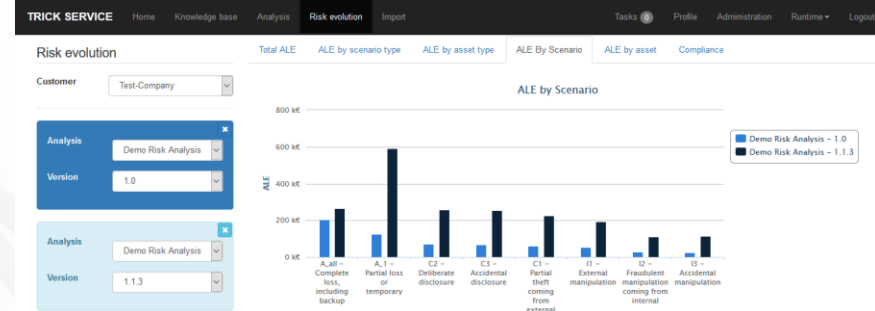 TRICK SERVICE Home Knowledge base Analysis Risk evolution Import Tasks 0 Profile Administration Runtime Logout
Risk evolution
Total ALE ALE by scenario type ALE by asset type ALE By Scenario ALE by asset Compliance
Customer Test-Company
Analysis Demo Risk Analysis
Version 1.0
Analysis Demo Risk Analysis
Version 1.1.3
ALE by Scenario
800 k€
600 k€
400 k€
200 k€
0 k€
ALE
A_all – Complete loss, including backup
A_1 – Partial loss or temporary
C2 – Deliberate disclosure
C3 – Accidental disclosure
C1 – Partial theft coming from external
I1 – External manipulation
I2 – Fraudulent manipulation coming from internal
I3 – Accidental manipulation
Demo Risk Analysis – 1.0
Demo Risk Analysis – 1.1.3